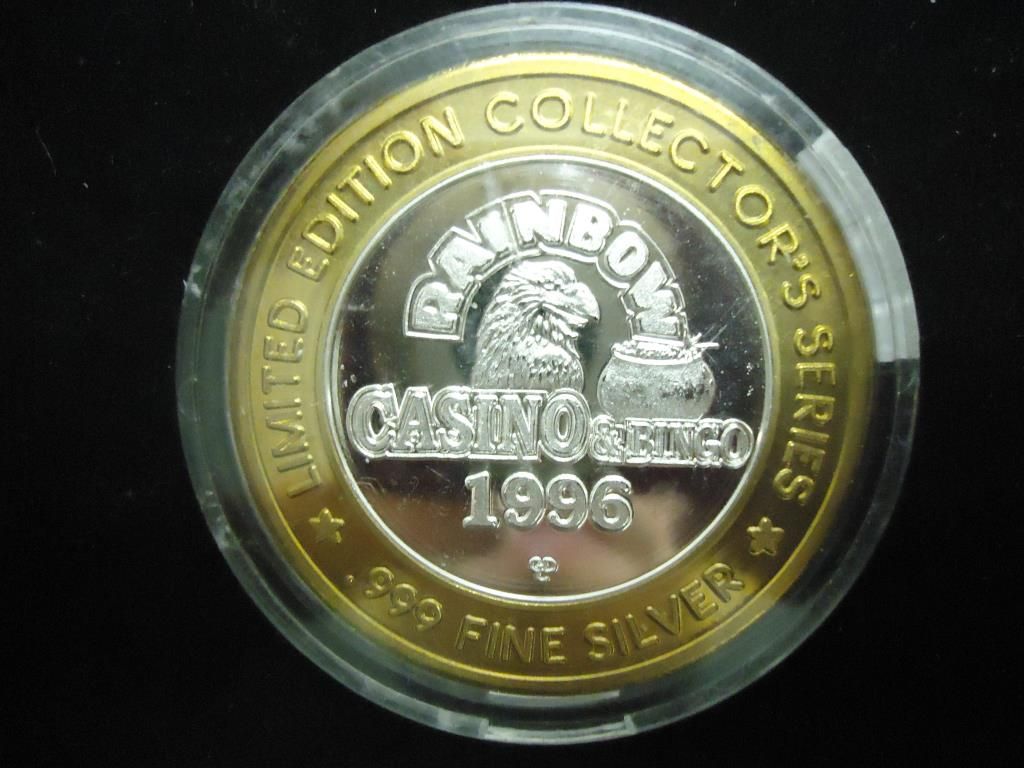 LIMITED EDITION COLLECTOR'S SERIES
RAINBOW
CASINO & BINGO
1996
.999 FINE SILVER